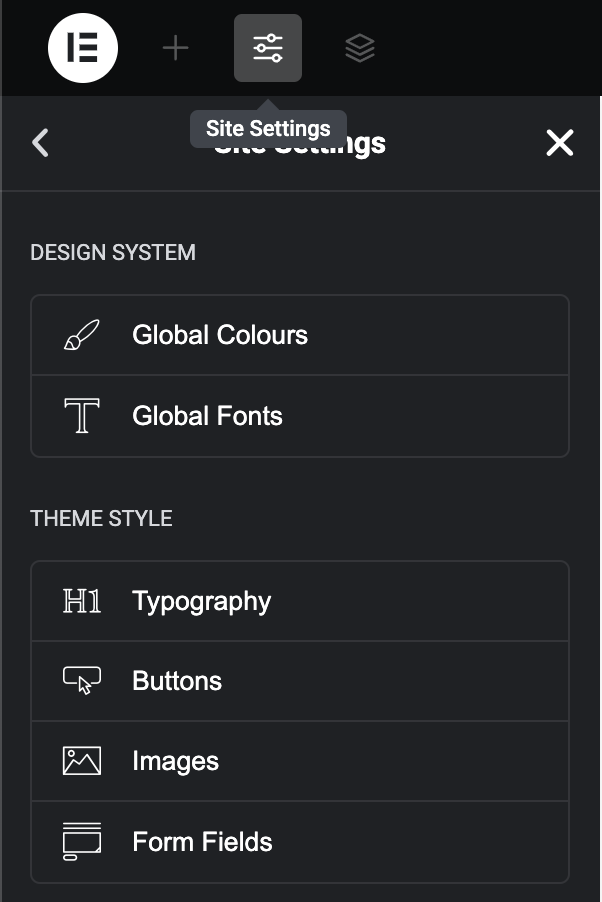 Site Settings
Site Settings
DESIGN SYSTEM
Global Colours
Global Fonts
THEME STYLE
H1 Typography
Buttons
Images
Form Fields